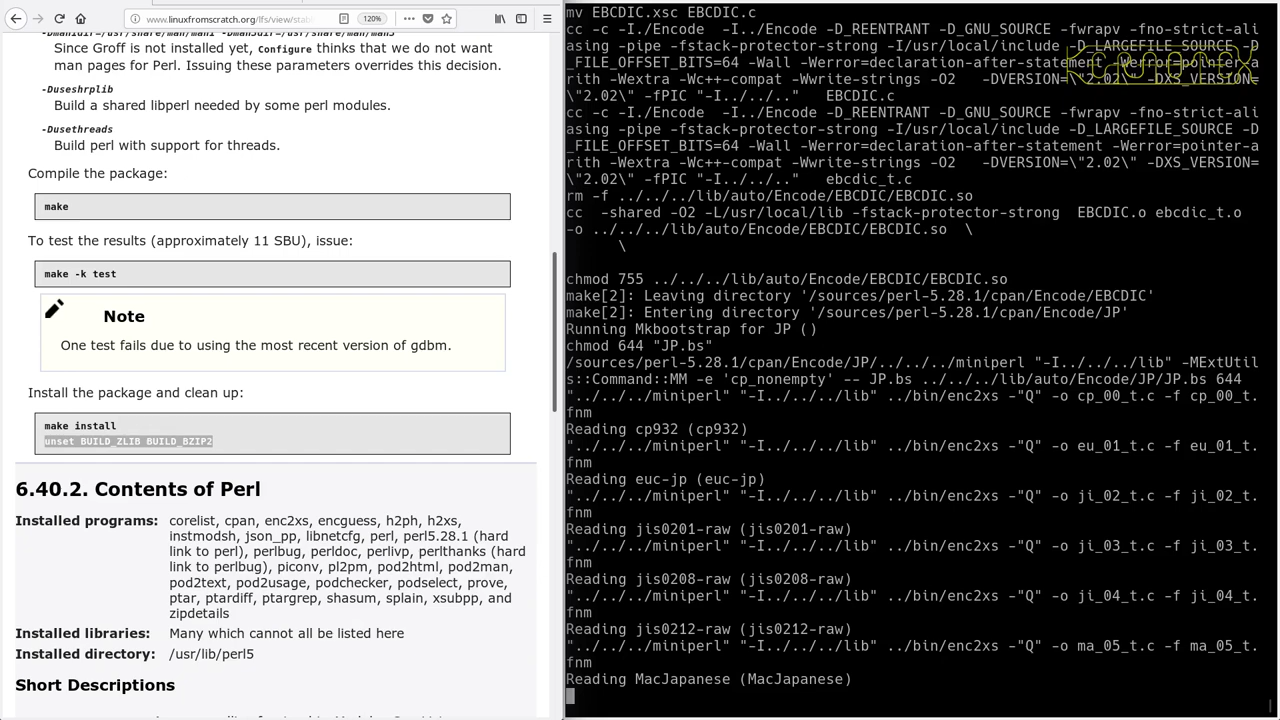 www.linuxfromscratch.org/lfs/view/stabl
120%
Since Groff is not installed yet, Configure thinks that we do not want
man pages for Perl. Issuing these parameters overrides this decision.
-Duseshrplib
Build a shared libperl needed by some perl modules.
-Dusethreads
Build perl with support for threads.
Compile the package:
make
To test the results (approximately 11 SBU), issue:
make -k test
Note
One test fails due to using the most recent version of gdbm.
Install the package and clean up:
make install
unset BUILD_ZLIB BUILD_BZIP2
6.40.2. Contents of Perl
Installed programs: corelist, cpan, enc2xs, encguess, h2ph, h2xs,
instmodsh, json_pp, libnetcfg, perl, perl5.28.1 (hard
link to perl), perlbug, perldoc, perlivp, perlthanks (hard
link to perlbug), piconv, pl2pm, pod2html, pod2man,
pod2text, pod2usage, podchecker, podselect, prove,
ptar, ptardiff, ptargrep, shasum, splain, xsubpp, and
zipdetails
Installed libraries: Many which cannot all be listed here
Installed directory: /usr/lib/perl5
Short Descriptions
mv EBCDIC.xsc EBCDIC.c
cc -c -I./Encode  -I../Encode -D_REENTRANT -D_GNU_SOURCE -fwrapv -fno-strict-ali
asing -pipe -fstack-protector-strong -I/usr/local/include -D_LARGEFILE_SOURCE -D
_FILE_OFFSET_BITS=64 -Wall -Werror=declaration-after-statement -Werror=pointer-a
rith -Wextra -Wc++-compat -Wwrite-strings -O2   -DVERSION=\"2.02\" -DXS_VERSION=
\"2.02\" -fPIC "-I../../.."   EBCDIC.c
cc -c -I./Encode  -I../Encode -D_REENTRANT -D_GNU_SOURCE -fwrapv -fno-strict-ali
asing -pipe -fstack-protector-strong -I/usr/local/include -D_LARGEFILE_SOURCE -D
_FILE_OFFSET_BITS=64 -Wall -Werror=declaration-after-statement -Werror=pointer-a
rith -Wextra -Wc++-compat -Wwrite-strings -O2   -DVERSION=\"2.02\" -DXS_VERSION=
\"2.02\" -fPIC "-I../../.."   ebcdic_t.c
rm -f ../../../lib/auto/Encode/EBCDIC/EBCDIC.so
cc  -shared -O2 -L/usr/local/lib -fstack-protector-strong  EBCDIC.o ebcdic_t.o
-o ../../../lib/auto/Encode/EBCDIC/EBCDIC.so  \
\
chmod 755 ../../../lib/auto/Encode/EBCDIC/EBCDIC.so
make[2]: Leaving directory '/sources/perl-5.28.1/cpan/Encode/EBCDIC'
make[2]: Entering directory '/sources/perl-5.28.1/cpan/Encode/JP'
Running Mkbootstrap for JP ()
chmod 644 "JP.bs"
/sources/perl-5.28.1/cpan/Encode/JP/../../../miniperl "-I../../../lib" -MExtUtil
s::Command::MM -e 'cp_nonempty' -- JP.bs ../../../lib/auto/Encode/JP/JP.bs 644
"../../../miniperl" "-I../../../lib" ../bin/enc2xs -"Q" -o cp_00_t.c -f cp_00_t.
fnm
Reading cp932 (cp932)
"../../../miniperl" "-I../../../lib" ../bin/enc2xs -"Q" -o eu_01_t.c -f eu_01_t.
fnm
Reading euc-jp (euc-jp)
"../../../miniperl" "-I../../../lib" ../bin/enc2xs -"Q" -o ji_02_t.c -f ji_02_t.
fnm
Reading jis0201-raw (jis0201-raw)
"../../../miniperl" "-I../../../lib" ../bin/enc2xs -"Q" -o ji_03_t.c -f ji_03_t.
fnm
Reading jis0208-raw (jis0208-raw)
"../../../miniperl" "-I../../../lib" ../bin/enc2xs -"Q" -o ji_04_t.c -f ji_04_t.
fnm
Reading jis0212-raw (jis0212-raw)
"../../../miniperl" "-I../../../lib" ../bin/enc2xs -"Q" -o ma_05_t.c -f ma_05_t.
fnm
Reading MacJapanese (MacJapanese)